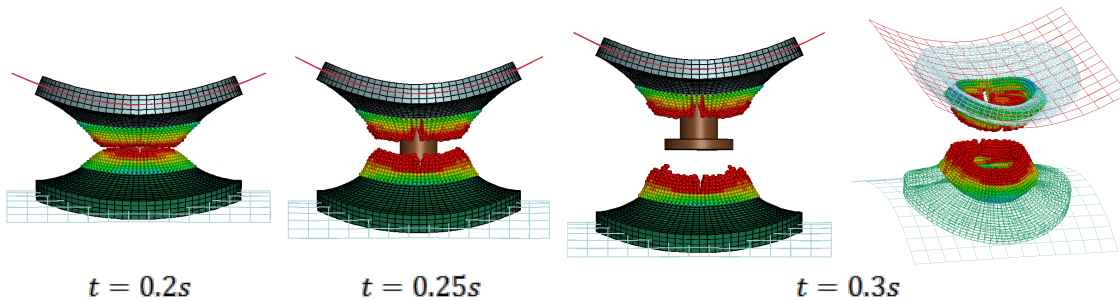 t = 0.2s
t = 0.25s
t = 0.3s